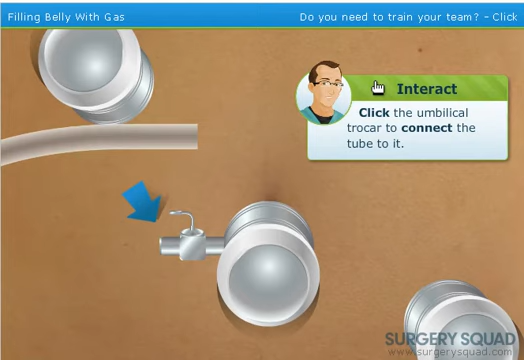 Filling Belly With Gas
Do you need to train your team? – Click
Interact
Click the umbilical
trocar to connect the
tube to it.
SURGERY SQUAD
www.surgerysquad.com